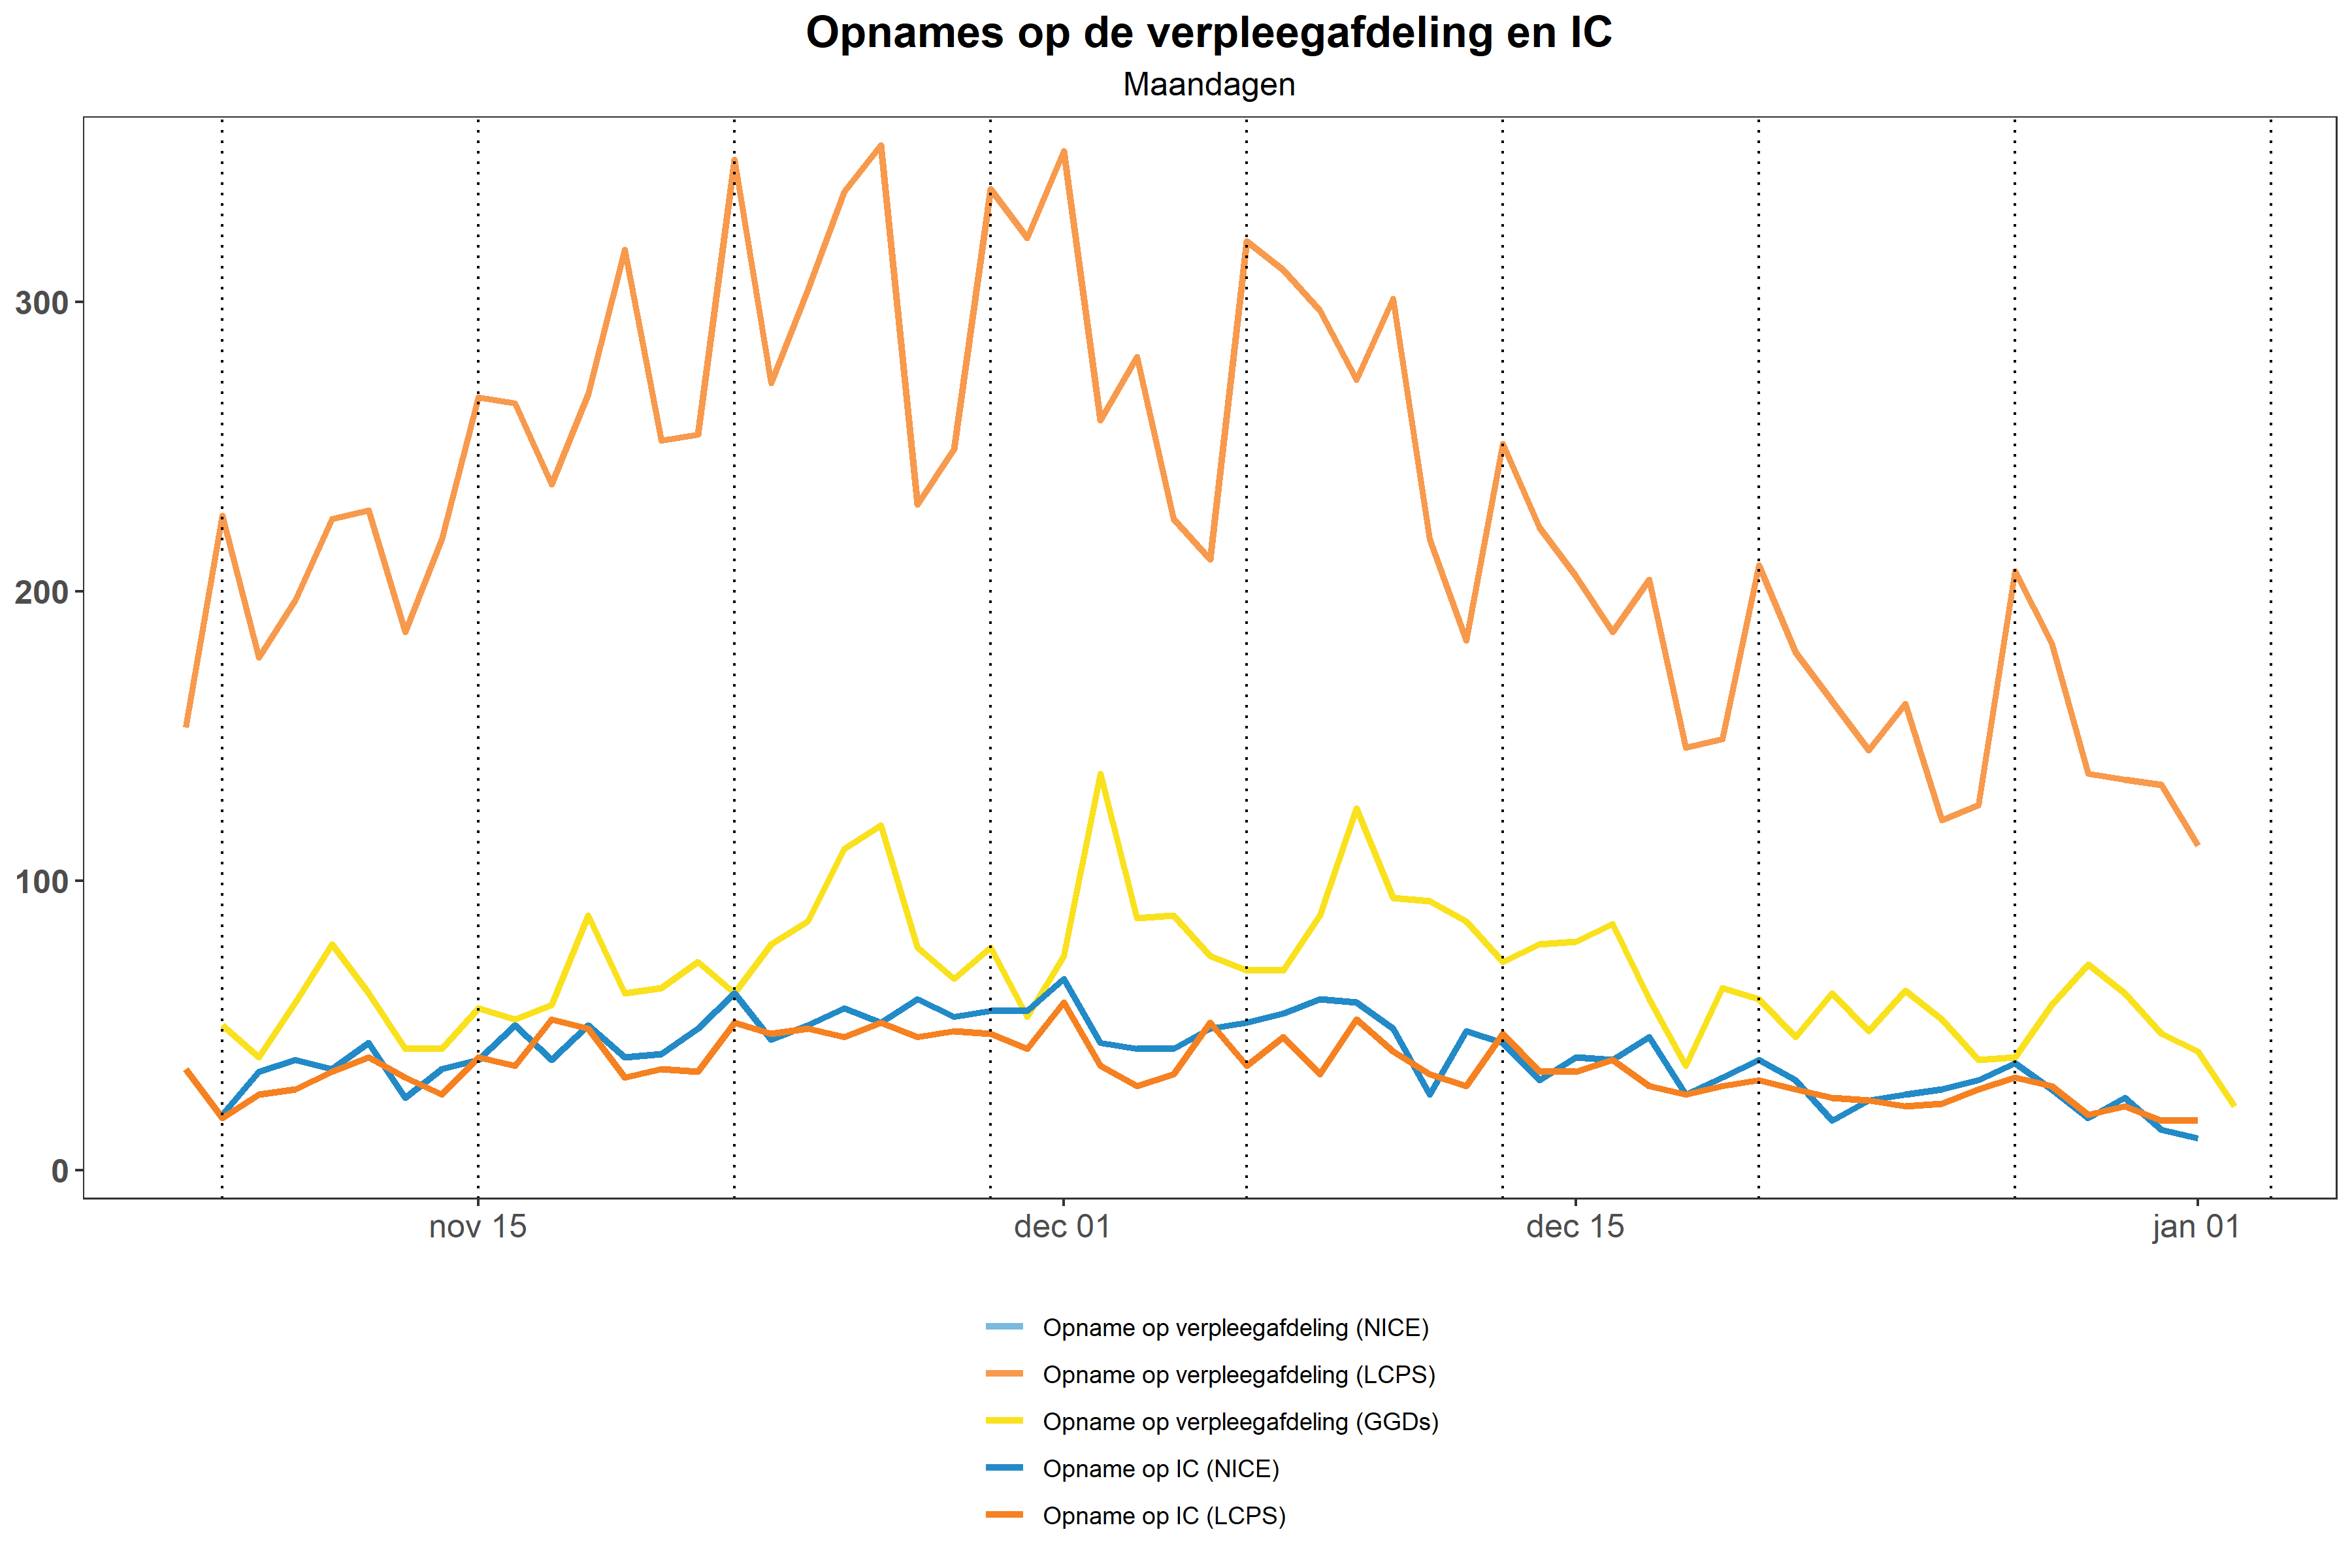 Opnames op de verpleegafdeling en IC
Maandagen
300
200
100
0
nov 15 dec 01 dec 15 jan 01
Opname op verpleegafdeling (NICE)
Opname op verpleegafdeling (LCPS)
Opname op verpleegafdeling (GGDs)
Opname op IC (NICE)
Opname op IC (LCPS)